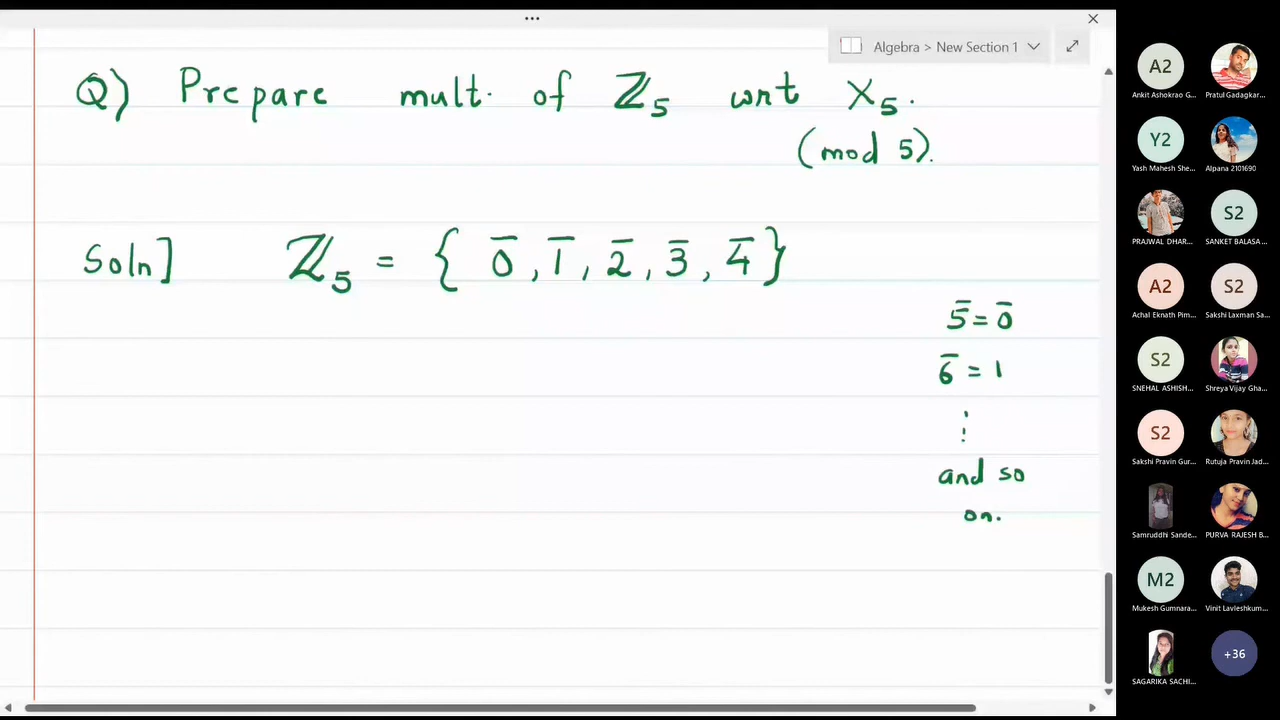 ...
Algebra > New Section 1
Q) Prepare mult. of ℤ₅ wrt X₅.
(mod 5).
Soln] ℤ₅ = { 0̅, 1̅, 2̅, 3̅, 4̅ }
5̅ = 0̅
6̅ = 1
⋮
and so
on.
A2
Ankit Ashokrao G...
Pratul Gadagkar...
Y2
Yash Mahesh She...
Alpana 2101690
PRAJWAL DHAR...
S2
SANKET BALASA...
A2
Achal Eknath Pim...
S2
Sakshi Laxman Sa...
S2
SNEHAL ASHISH...
Shreya Vijay Gha...
S2
Sakshi Pravin Gur...
Rutuja Pravin Jad...
Samruddhi Sande...
PURVA RAJESH B...
M2
Mukesh Gumnara...
Vinit Lavleshkum...
SAGARIKA SACHI...
+36